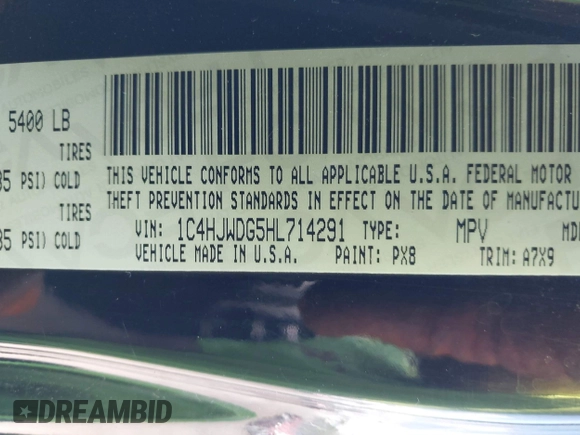 5400 LB
TIRES
35 PSI) COLD
TIRES
35 PSI) COLD
THIS VEHICLE CONFORMS TO ALL APPLICABLE U.S.A. FEDERAL MOTOR
THEFT PREVENTION STANDARDS IN EFFECT ON THE DATE OF MANUFACTU
VIN: 1C4HJWDG5HL714291 TYPE: MPV MD
VEHICLE MADE IN U.S.A. PAINT: PX8 TRIM: A7X9
DREAMBID